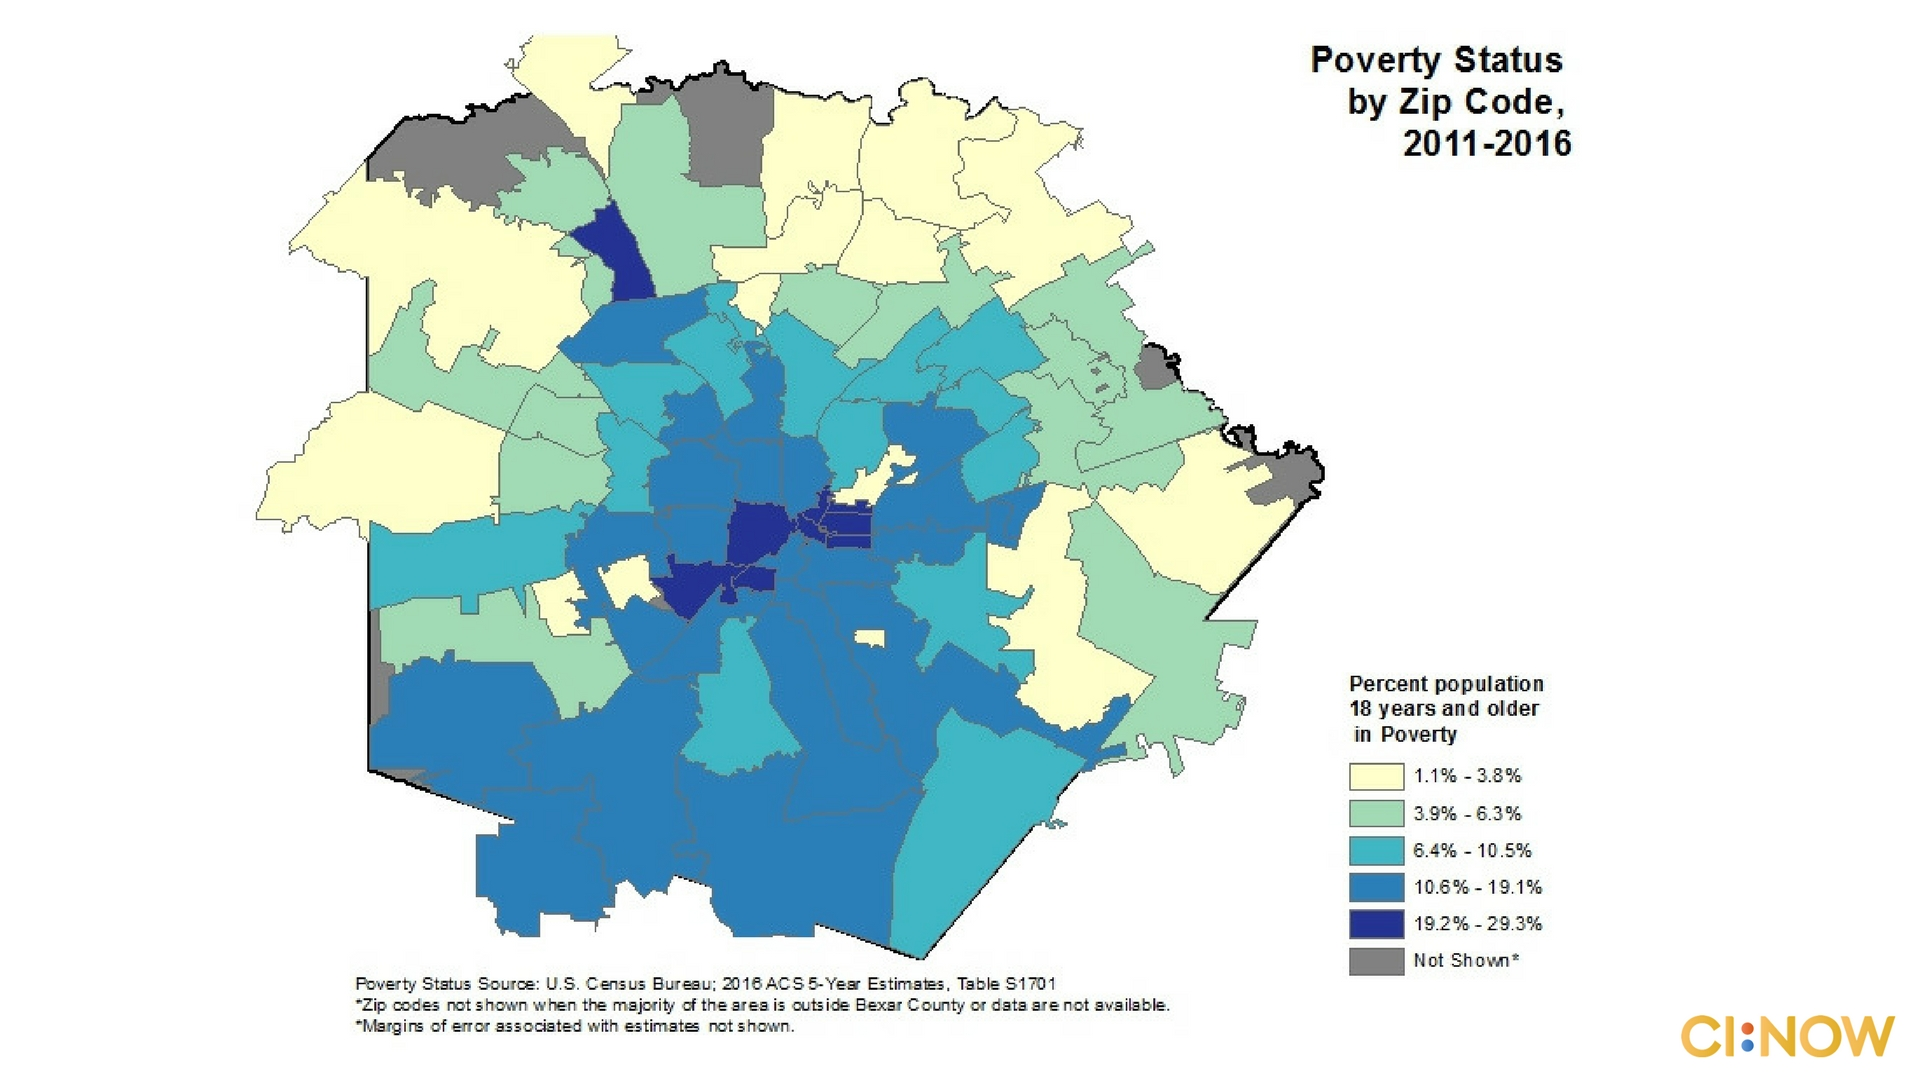 Poverty Status
by Zip Code,
2011-2016
Percent population
18 years and older
in Poverty
1.1% - 3.8%
3.9% - 6.3%
6.4% - 10.5%
10.6% - 19.1%
19.2% - 29.3%
Not Shown*
Poverty Status Source: U.S. Census Bureau; 2016 ACS 5-Year Estimates, Table S1701
*Zip codes not shown when the majority of the area is outside Bexar County or data are not available.
*Margins of error associated with estimates not shown.
CI:NOW